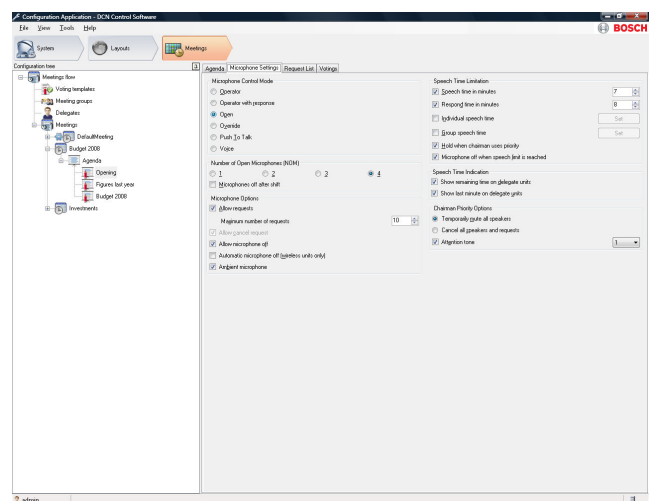 Configuration Application - DCN Control Software
File View Tools Help
BOSCH
System
Layouts
Meetings
Configuration tree
Meetings flow
Voting templates
Meeting groups
Delegates
Meetings
DefaultMeeting
Budget 2008
Agenda
Opening
Figures last year
Budget 2008
Investments
Agenda Microphone Settings Request List Votings
Microphone Control Mode
Operator
Operator with response
Open
Override
Push To Talk
Voice
Number of Open Microphones (NOM)
1 2 3 4
Microphones off after shift
Microphone Options
Allow requests
Maximum number of requests 10
Allow cancel request
Allow microphone off
Automatic microphone off (wireless units only)
Ambient microphone
Speech Time Limitation
Speech time in minutes 7
Respond time in minutes 8
Individual speech time Set
Group speech time Set
Hold when chairman uses priority
Microphone off when speech limit is reached
Speech Time Indication
Show remaining time on delegate units
Show last minute on delegate units
Chairman Priority Options
Temporarily mute all speakers
Cancel all speakers and requests
Attention tone 1
admin